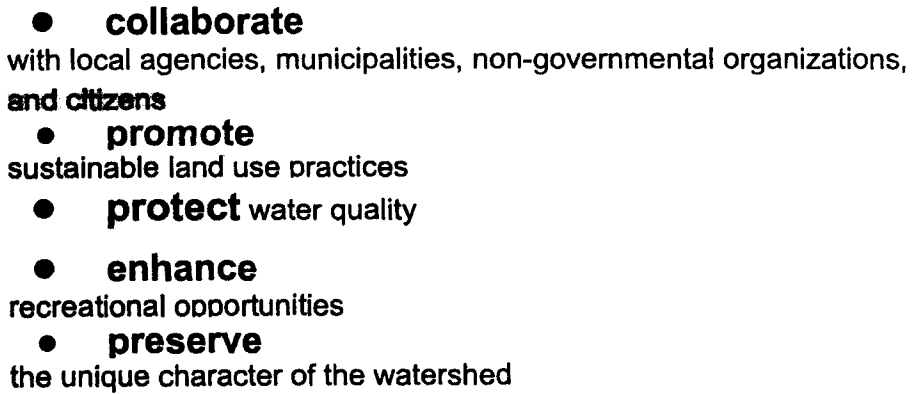 • collaborate
with local agencies, municipalities, non-governmental organizations,
and citizens
• promote
sustainable land use practices
• protect water quality
• enhance
recreational opportunities
• preserve
the unique character of the watershed